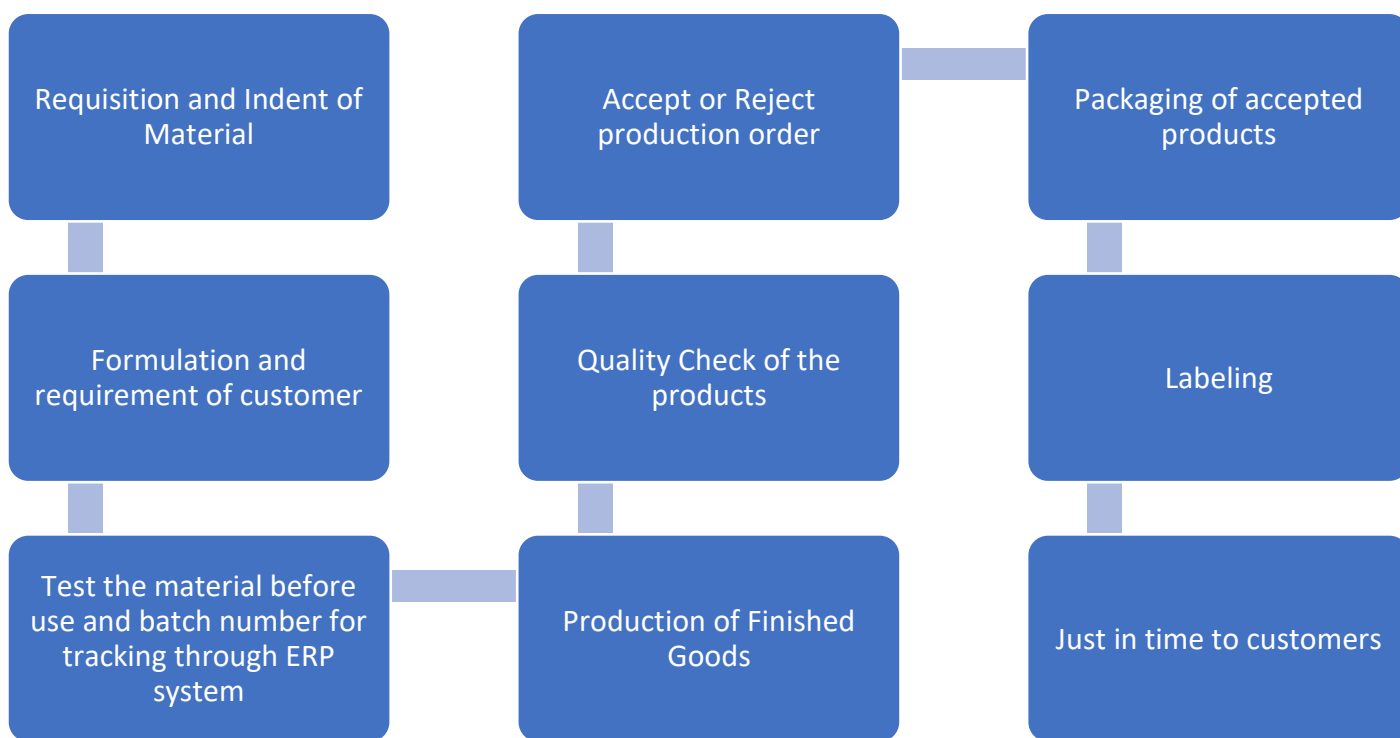 Requisition and Indent of
Material
Formulation and
requirement of customer
Test the material before
use and batch number for
tracking through ERP
system
Production of Finished
Goods
Quality Check of the
products
Accept or Reject
production order
Packaging of accepted
products
Labeling
Just in time to customers